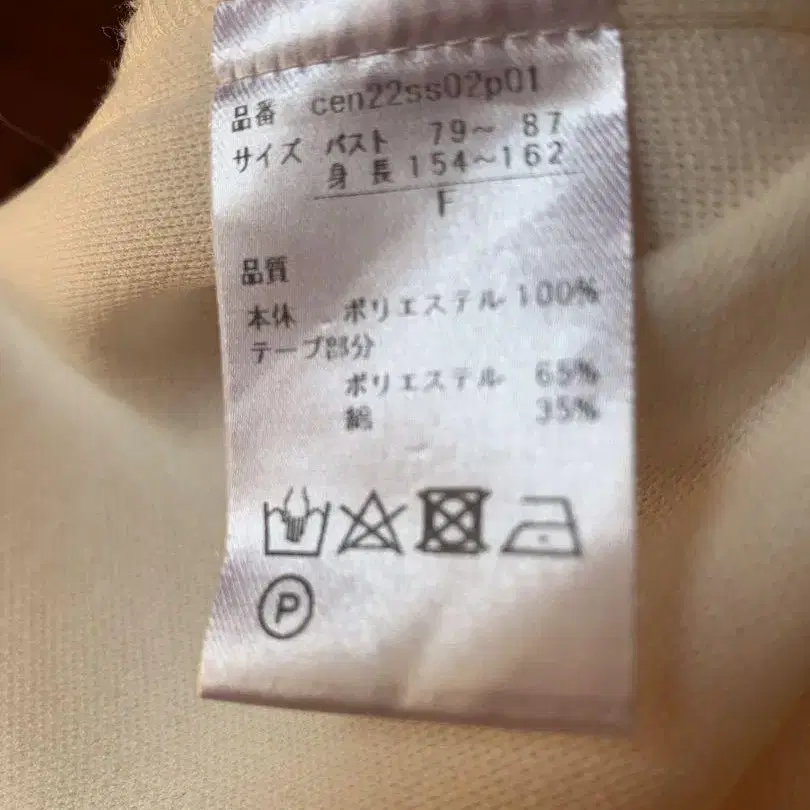 品番 cen22ss02p01
サイズ バスト 79～ 87
身 長 154～162
F
品質
本体 ポリエステル 100%
テープ部分
ポリエステル 65%
綿 35%
P